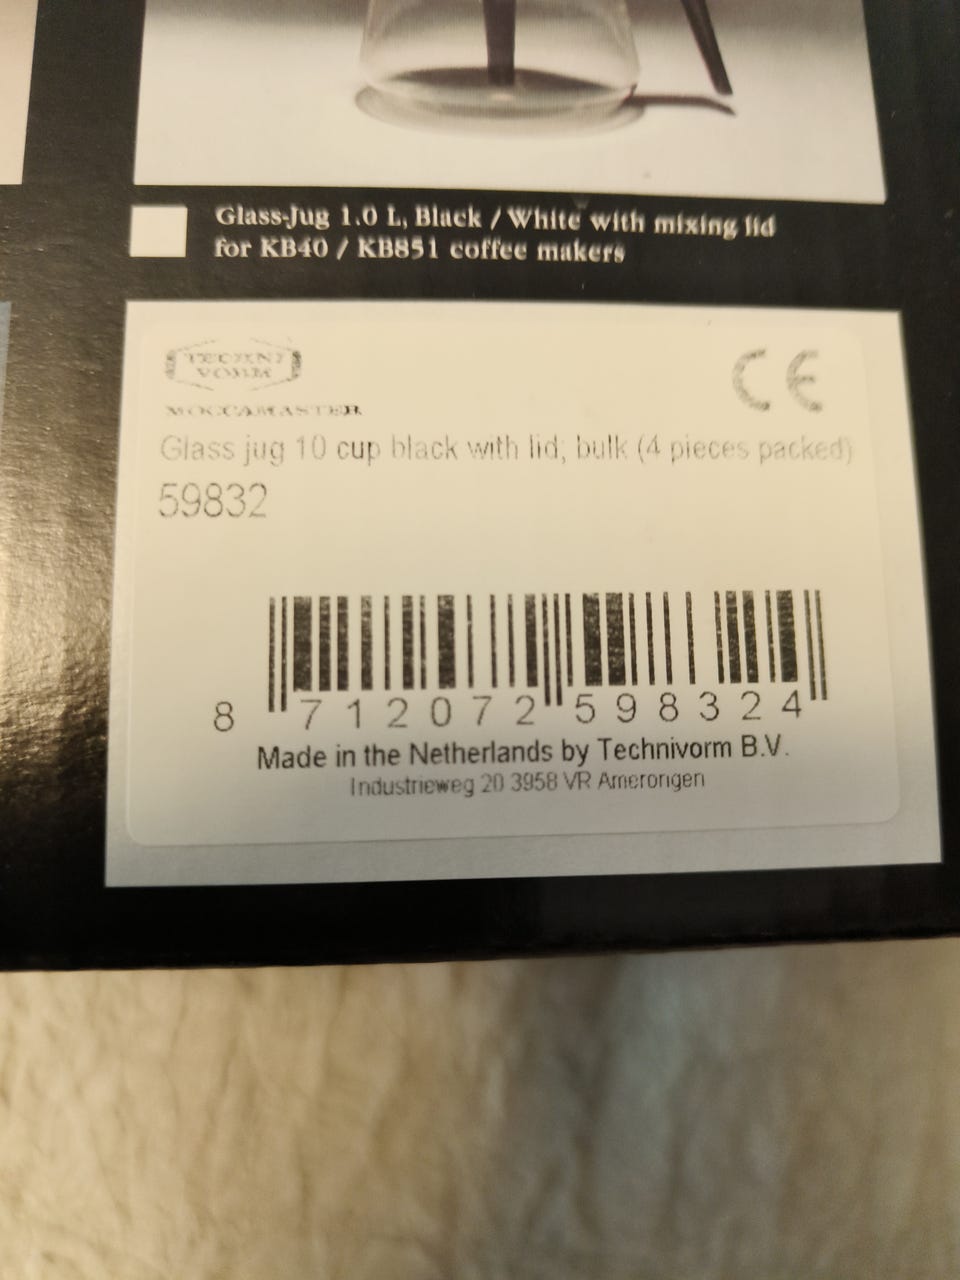 Glass-Jug 1.0 L, Black / White with mixing lid
for KB40 / KB851 coffee makers
TECHNI
VORM
MOCCAMASTER
CE
Glass jug 10 cup black with lid; bulk (4 pieces packed)
59832
8 712072 598324
Made in the Netherlands by Technivorm B.V.
Industrieweg 20 3958 VR Amerongen